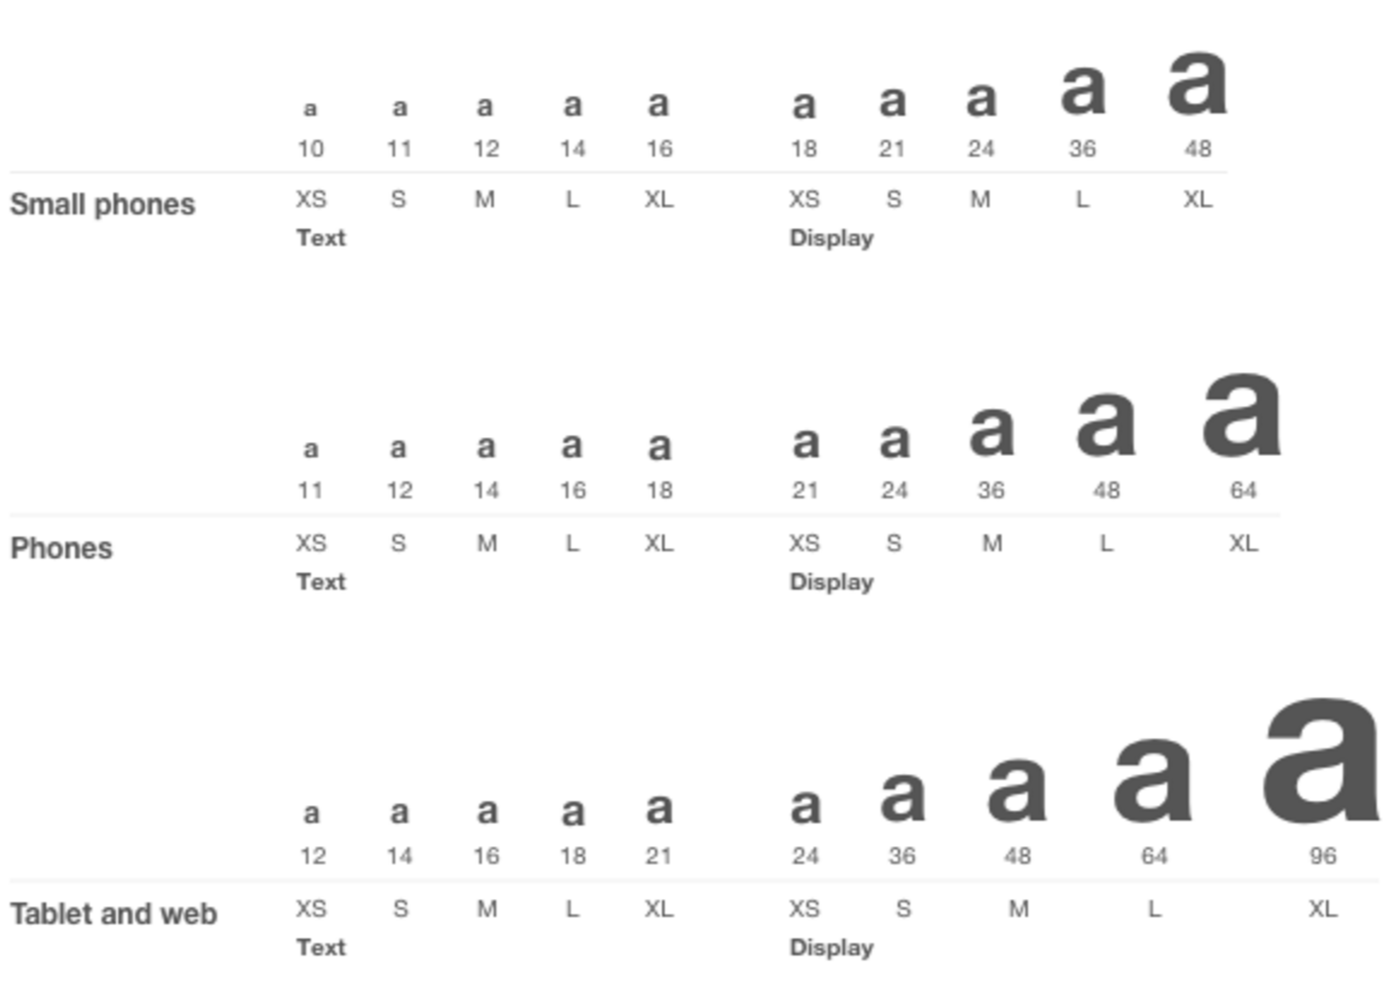 a a a a a a a a a a
10 11 12 14 16 18 21 24 36 48
Small phones XS S M L XL XS S M L XL
Text Display
a a a a a a a a a a
11 12 14 16 18 21 24 36 48 64
Phones XS S M L XL XS S M L XL
Text Display
a a a a a a a a a a
12 14 16 18 21 24 36 48 64 96
Tablet and web XS S M L XL XS S M L XL
Text Display